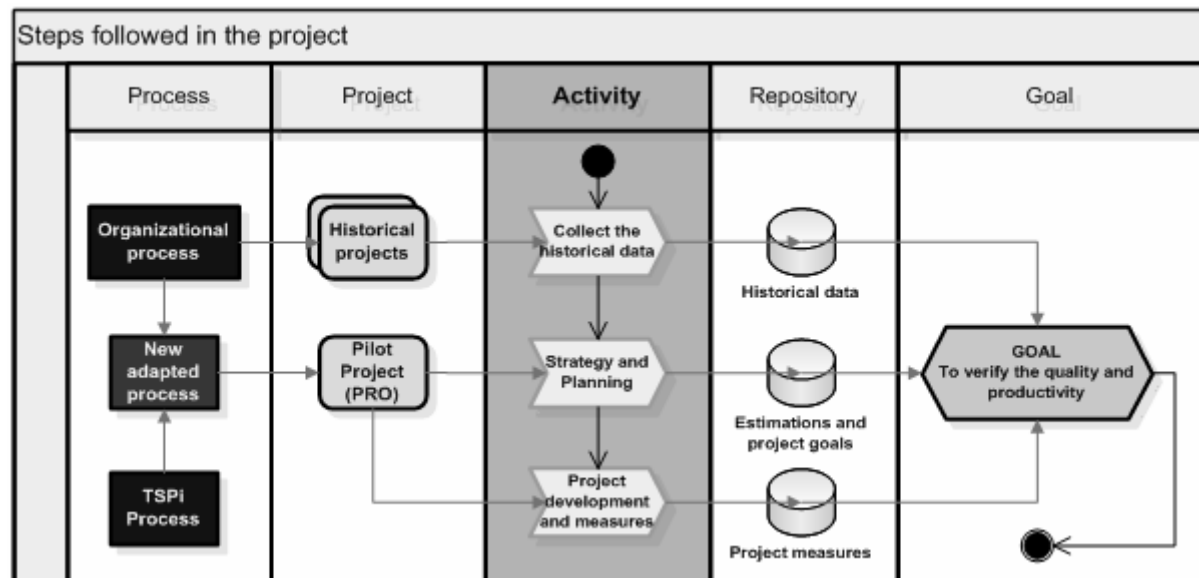 Steps followed in the project
Process
Project
Activity
Repository
Goal
Organizational
process
Historical
projects
Collect the
historical data
Historical data
New
adapted
process
Pilot
Project
(PRO)
Strategy and
Planning
Estimations and
project goals
GOAL
To verify the quality and
productivity
TSPi
Process
Project
development
and measures
Project measures